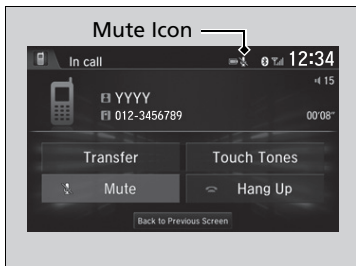 Mute Icon
In call
12:34
15
YYYY
012-3456789
00'08"
Transfer
Touch Tones
Mute
Hang Up
Back to Previous Screen